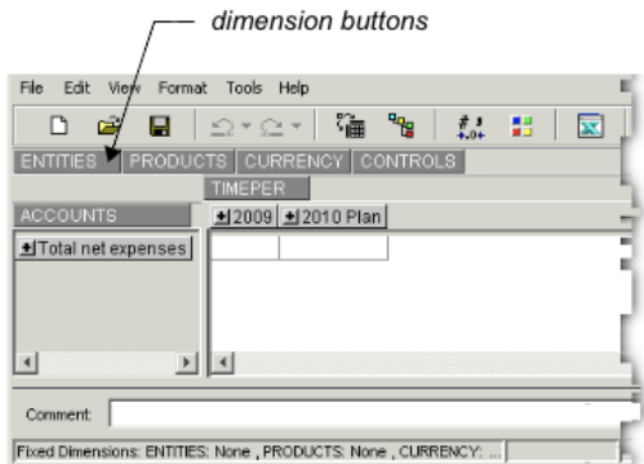 dimension buttons
File Edit View Format Tools Help
ENTITIES PRODUCTS CURRENCY CONTROLS
TIMEPER
ACCOUNTS 2009 2010 Plan
Total net expenses
Comment:
Fixed Dimensions: ENTITIES: None , PRODUCTS: None , CURRENCY: ...